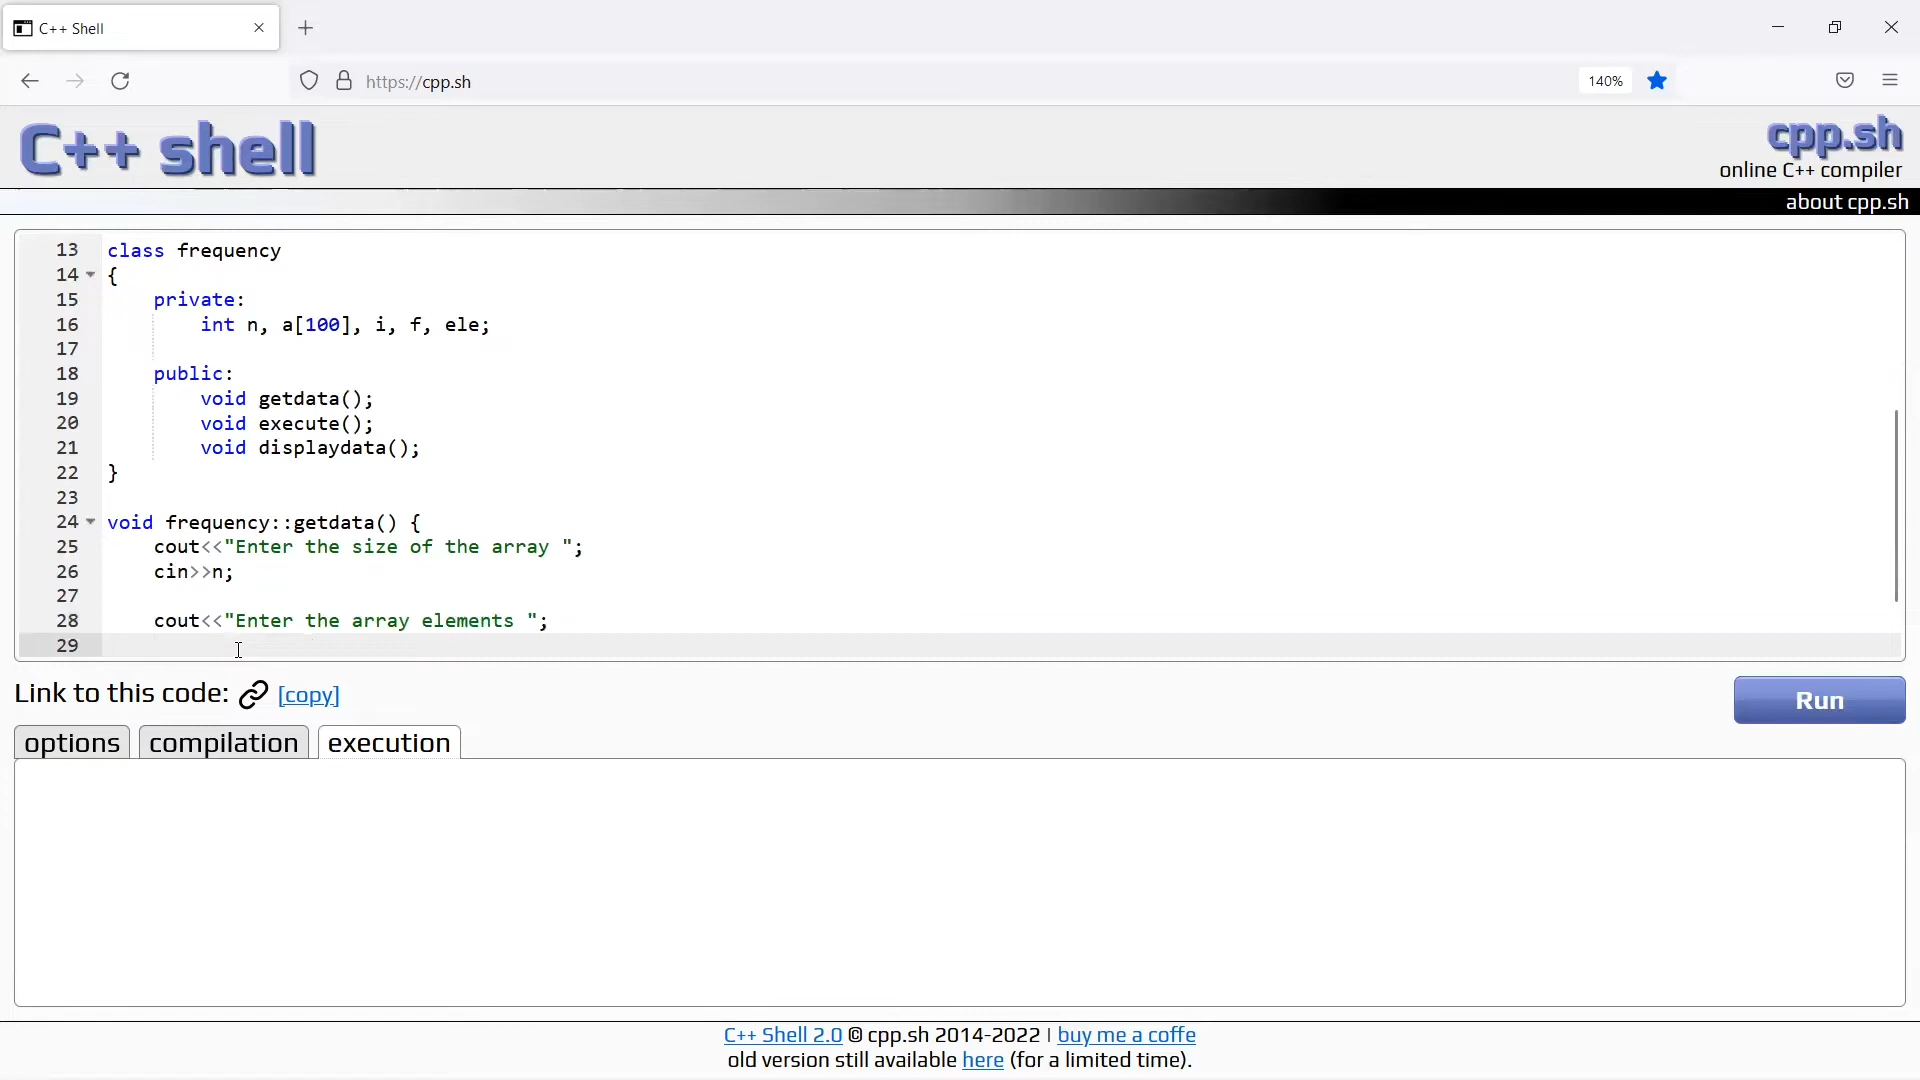 C++ Shell
https://cpp.sh
140%
C++ shell
cpp.sh
online C++ compiler
about cpp.sh
13 class frequency
14 {
15     private:
16         int n, a[100], i, f, ele;
17
18     public:
19         void getdata();
20         void execute();
21         void displaydata();
22 }
23
24 void frequency::getdata() {
25     cout<<"Enter the size of the array ";
26     cin>>n;
27
28     cout<<"Enter the array elements ";
29
Link to this code: [copy]
Run
options compilation execution
C++ Shell 2.0 © cpp.sh 2014-2022 | buy me a coffe
old version still available here (for a limited time).